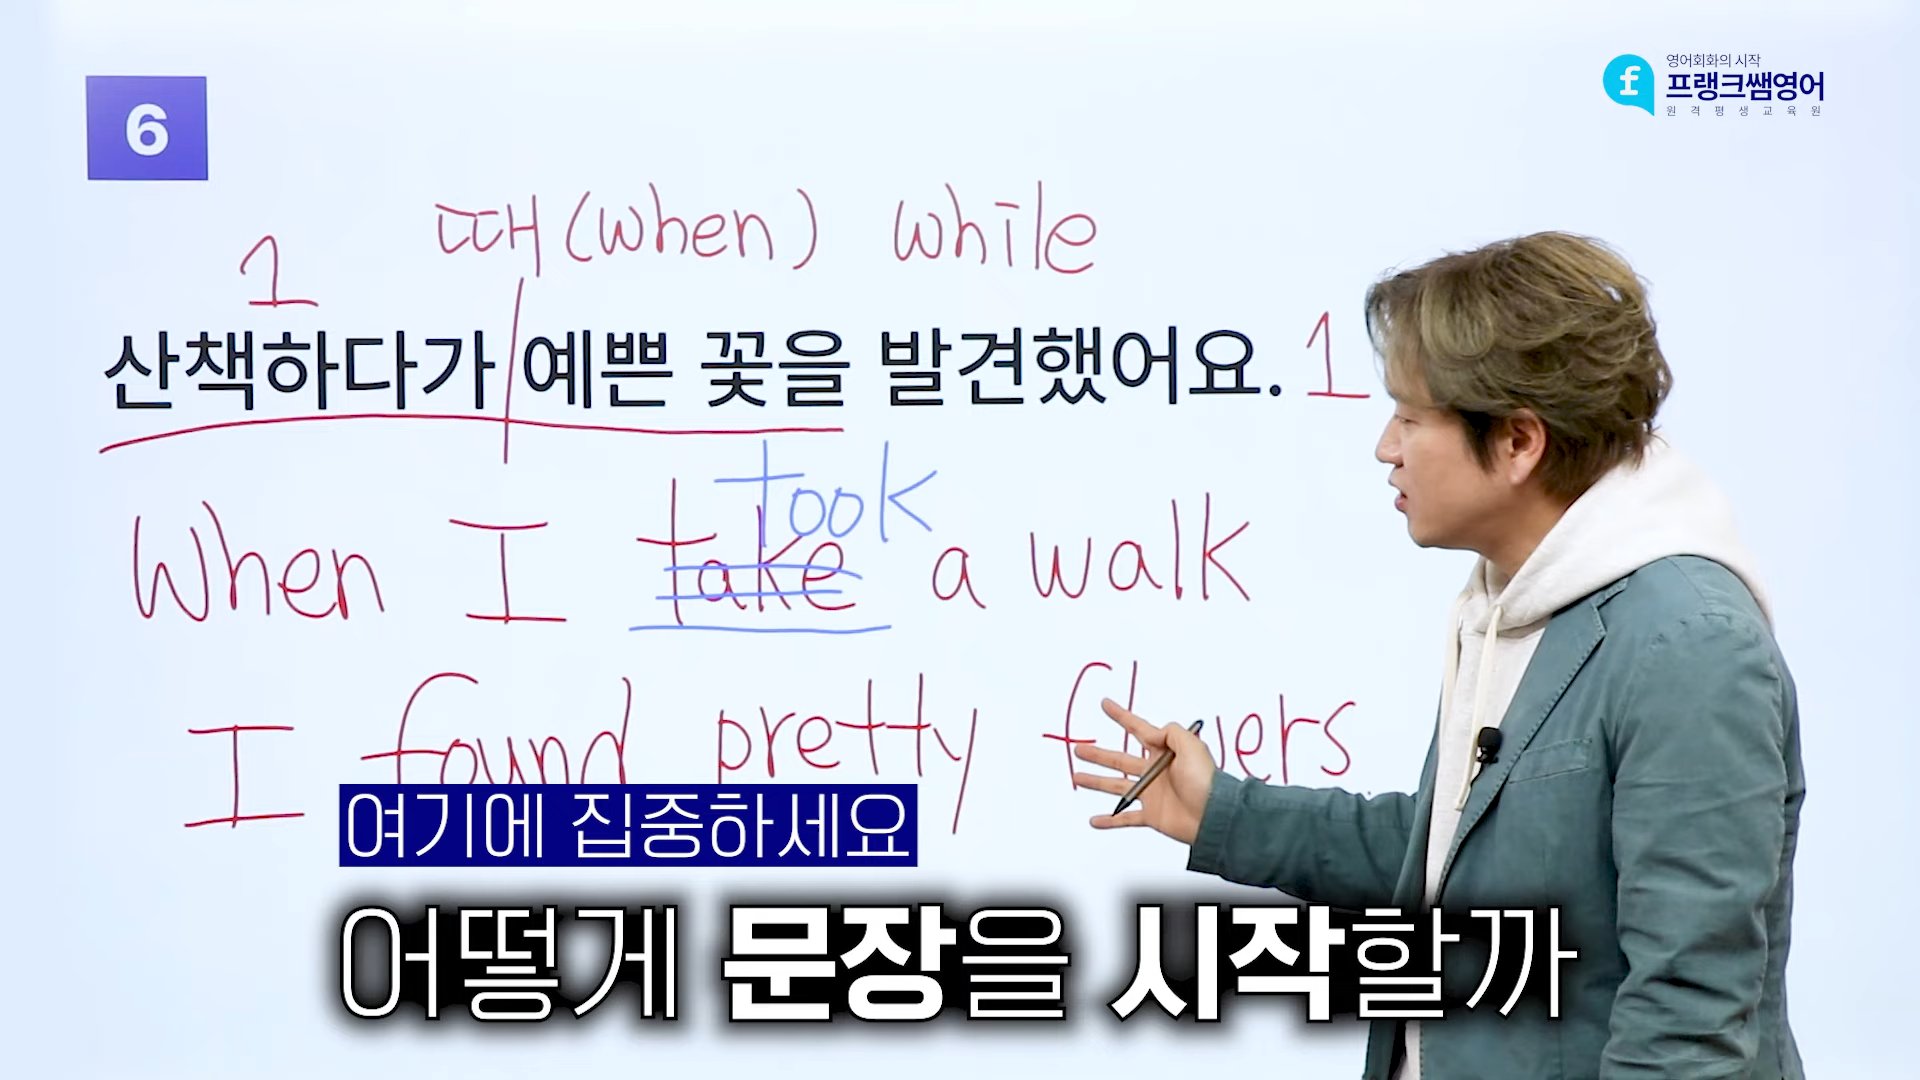 영어회화의 시작
프랭크쌤영어
원격평생교육원
6
때(when) while
1
산책하다가 예쁜 꽃을 발견했어요. 1
took
When I take a walk
I found pretty flowers.
여기에 집중하세요
어떻게 문장을 시작할까